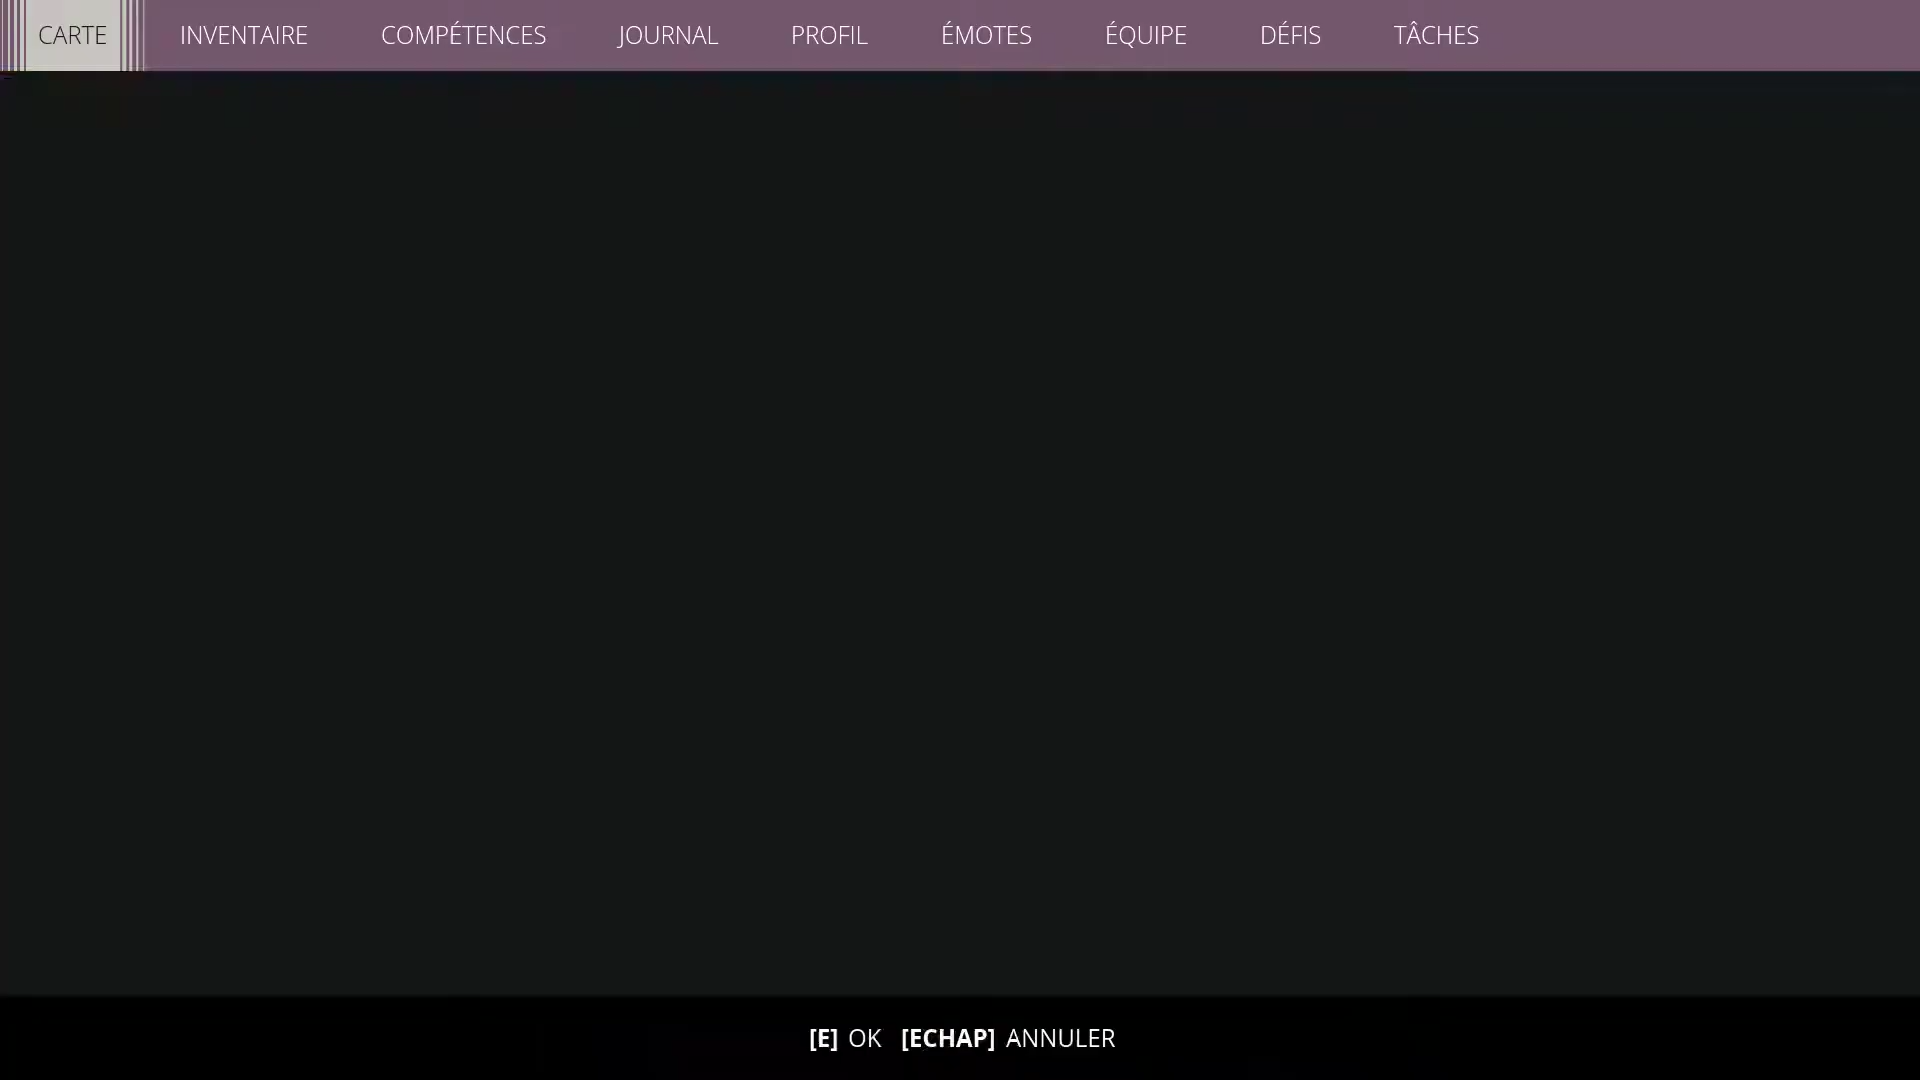 CARTE INVENTAIRE COMPÉTENCES JOURNAL PROFIL ÉMOTES ÉQUIPE DÉFIS TÂCHES
[E] OK [ECHAP] ANNULER